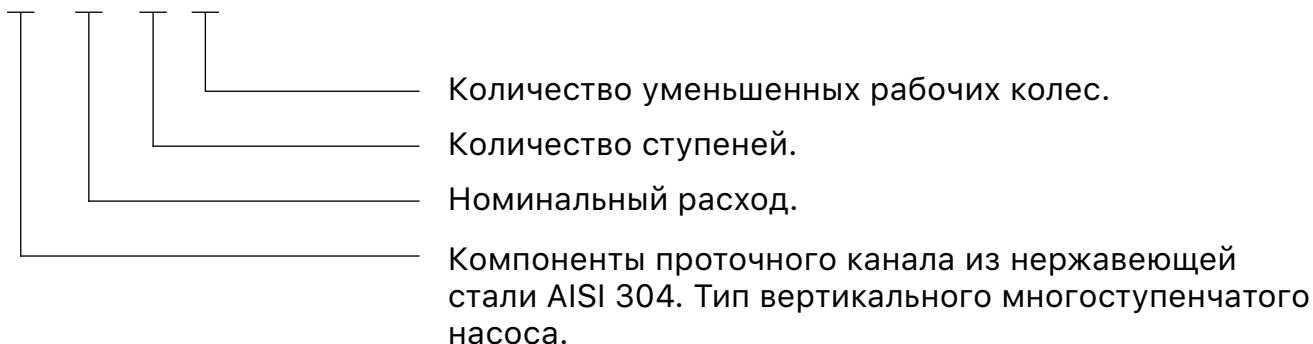 Количество уменьшенных рабочих колес.
Количество ступеней.
Номинальный расход.
Компоненты проточного канала из нержавеющей
стали AISI 304. Тип вертикального многоступенчатого
насоса.